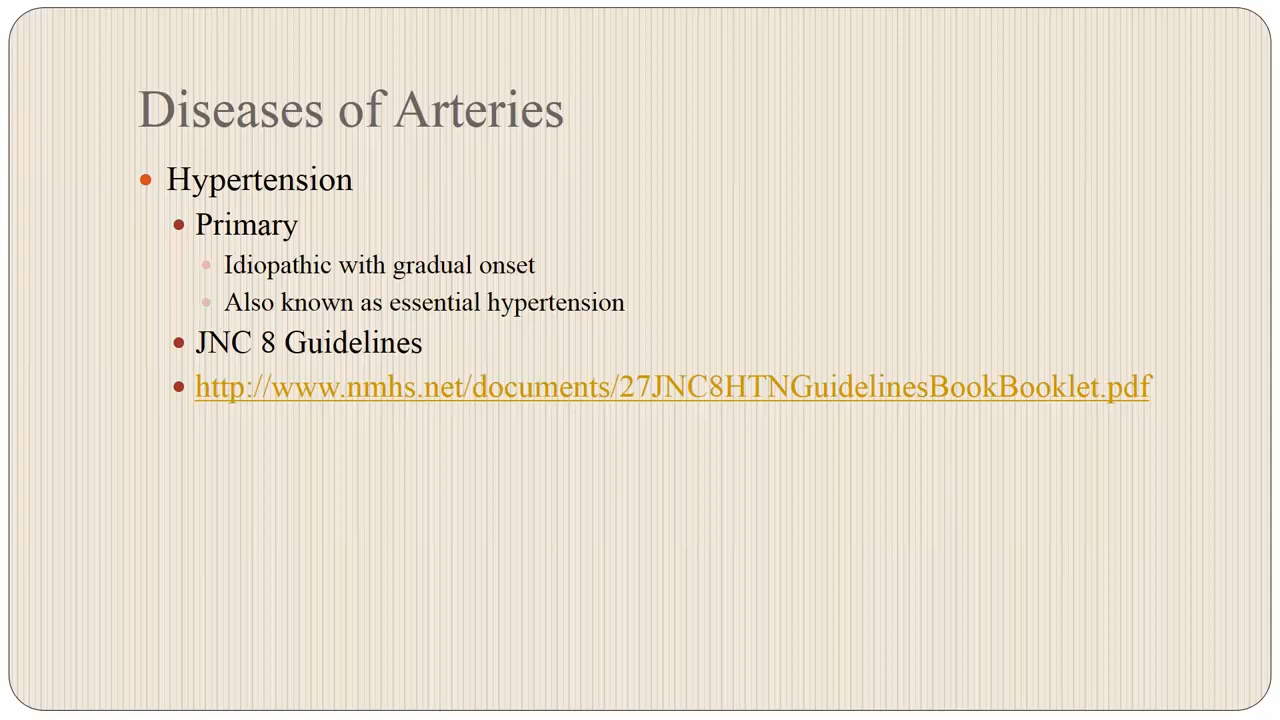 Diseases of Arteries
Hypertension
Primary
Idiopathic with gradual onset
Also known as essential hypertension
JNC 8 Guidelines
http://www.nmhs.net/documents/27JNC8HTNGuidelinesBookBooklet.pdf